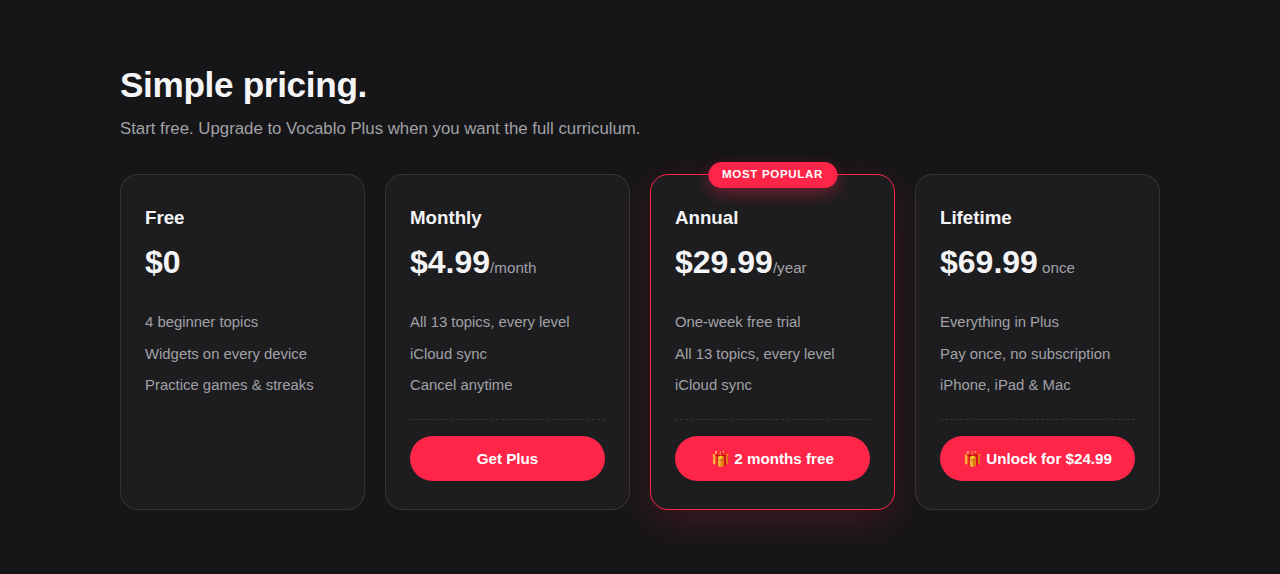 Simple pricing.
Start free. Upgrade to Vocablo Plus when you want the full curriculum.
Free
$0
4 beginner topics
Widgets on every device
Practice games & streaks
Monthly
$4.99/month
All 13 topics, every level
iCloud sync
Cancel anytime
Get Plus
MOST POPULAR
Annual
$29.99/year
One-week free trial
All 13 topics, every level
iCloud sync
🎁 2 months free
Lifetime
$69.99 once
Everything in Plus
Pay once, no subscription
iPhone, iPad & Mac
🎁 Unlock for $24.99